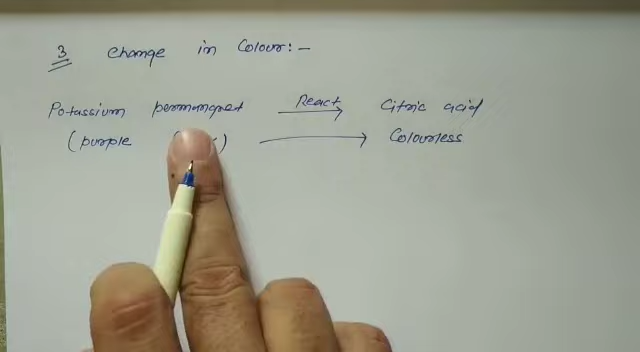 3 Change in Colour:-
Potassium permangnet React Citric acid
(purple ) Colourless